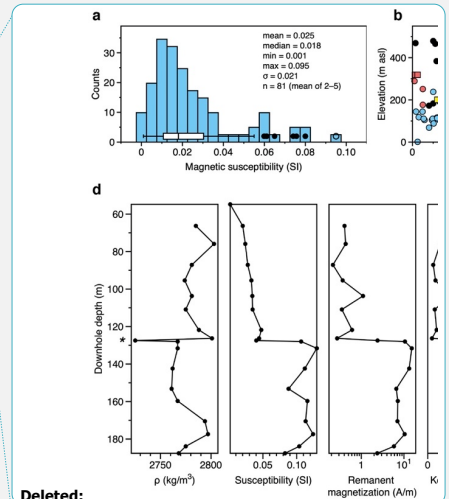 a
b
mean = 0.025
median = 0.018
min = 0.001
max = 0.095
σ = 0.021
n = 81 (mean of 2–5)
Counts
30
20
10
0
0
0.02
0.04
0.06
0.08
0.10
Magnetic susceptibility (SI)
Elevation (m asl)
400
200
0
0
d
Downhole depth (m)
60
80
100
120
*
140
160
180
2750
2800
ρ (kg/m³)
0.05
0.10
Susceptibility (SI)
1
10¹
Remanent
magnetization (A/m)
0
Deleted: